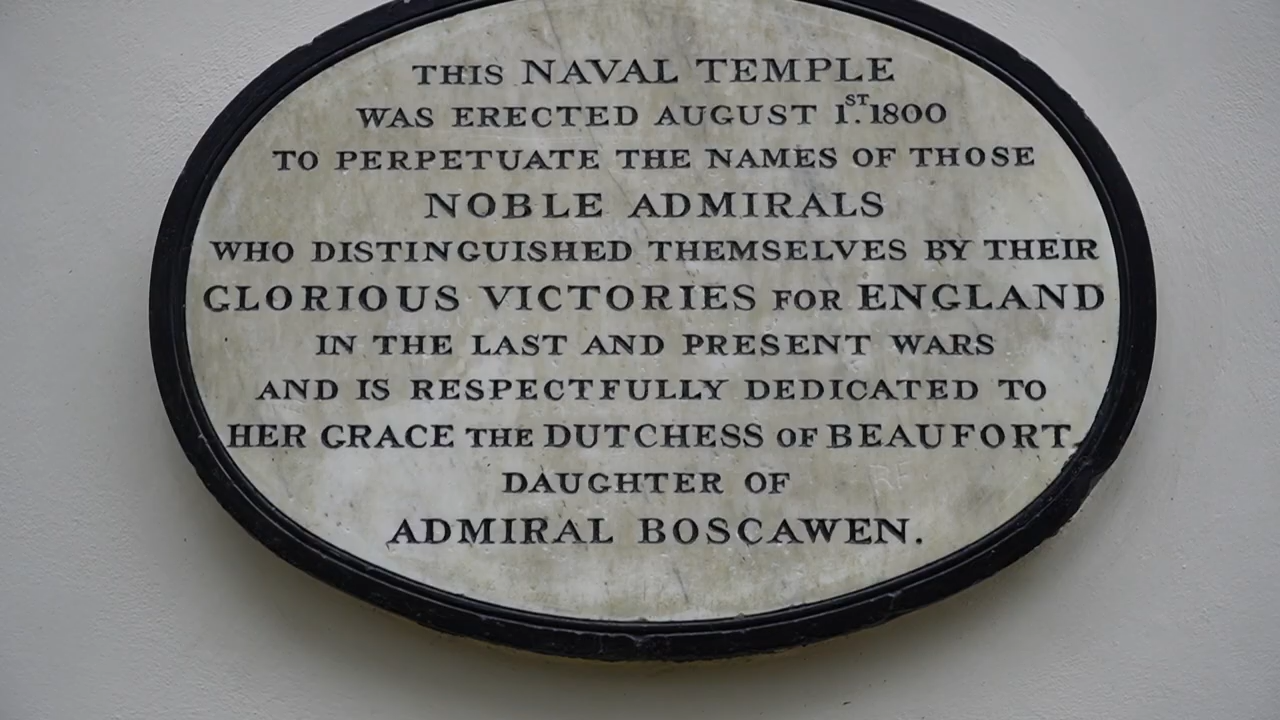 THIS NAVAL TEMPLE
WAS ERECTED AUGUST 1ST. 1800
TO PERPETUATE THE NAMES OF THOSE
NOBLE ADMIRALS
WHO DISTINGUISHED THEMSELVES BY THEIR
GLORIOUS VICTORIES FOR ENGLAND
IN THE LAST AND PRESENT WARS
AND IS RESPECTFULLY DEDICATED TO
HER GRACE THE DUTCHESS OF BEAUFORT.
DAUGHTER OF
RF
ADMIRAL BOSCAWEN.